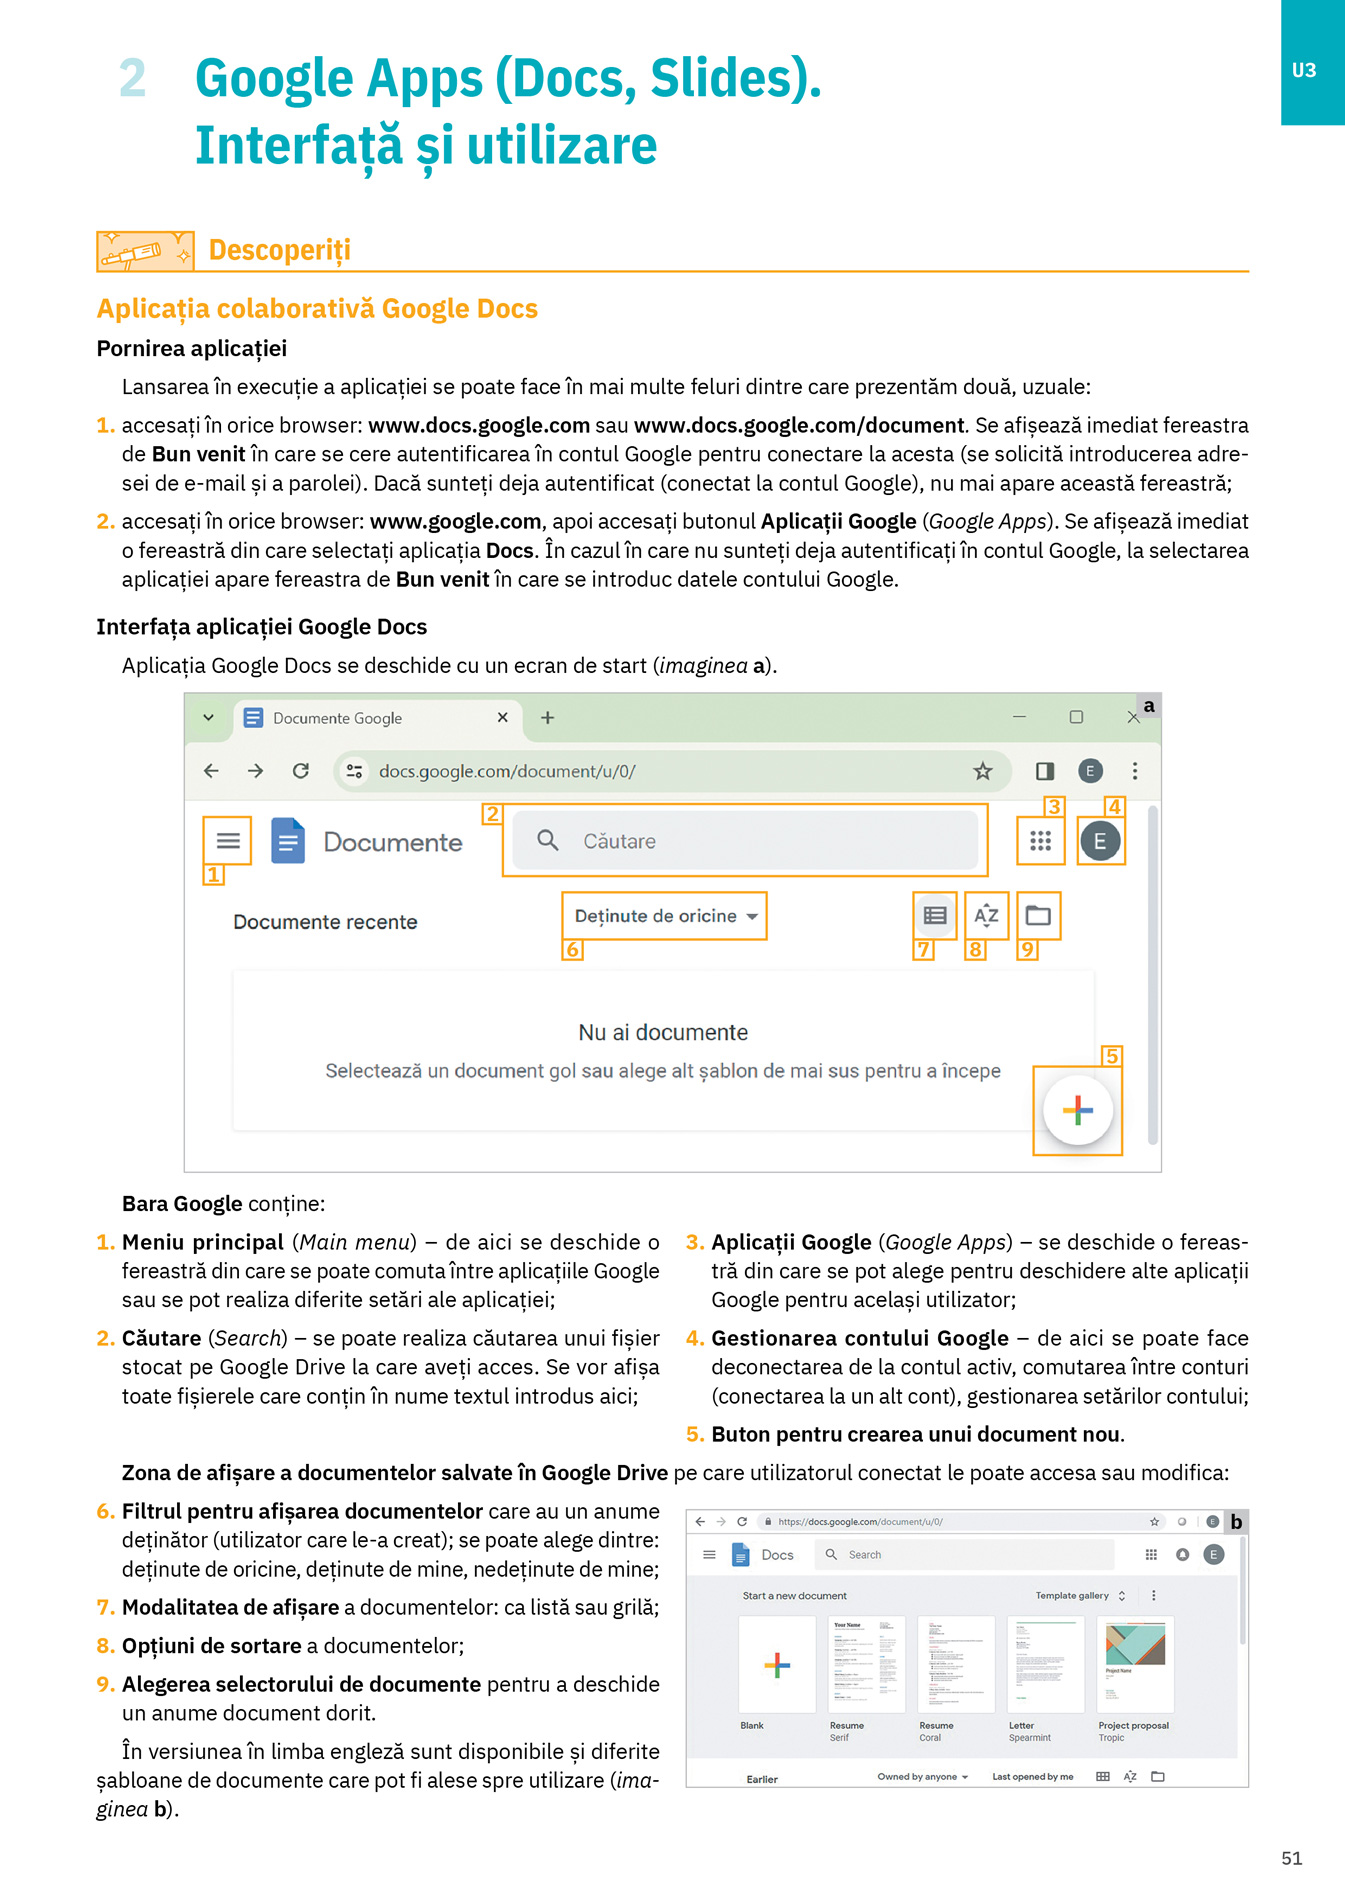 U3
2 Google Apps (Docs, Slides).
Interfață și utilizare
Descoperiți
Aplicația colaborativă Google Docs
Pornirea aplicației
Lansarea în execuție a aplicației se poate face în mai multe feluri dintre care prezentăm două, uzuale:
1. accesați în orice browser: www.docs.google.com sau www.docs.google.com/document. Se afișează imediat fereastra
de Bun venit în care se cere autentificarea în contul Google pentru conectare la acesta (se solicită introducerea adre-
sei de e-mail și a parolei). Dacă sunteți deja autentificat (conectat la contul Google), nu mai apare această fereastră;
2. accesați în orice browser: www.google.com, apoi accesați butonul Aplicații Google (Google Apps). Se afișează imediat
o fereastră din care selectați aplicația Docs. În cazul în care nu sunteți deja autentificați în contul Google, la selectarea
aplicației apare fereastra de Bun venit în care se introduc datele contului Google.
Interfața aplicației Google Docs
Aplicația Google Docs se deschide cu un ecran de start (imaginea a).
a
Documente Google
docs.google.com/document/u/0/
E
2
3
4
Documente
Căutare
E
1
Documente recente
Deținute de oricine
AZ
6
7
8
9
Nu ai documente
Selectează un document gol sau alege alt șablon de mai sus pentru a începe
5
Bara Google conține:
1. Meniu principal (Main menu) – de aici se deschide o
fereastră din care se poate comuta între aplicațiile Google
sau se pot realiza diferite setări ale aplicației;
2. Căutare (Search) – se poate realiza căutarea unui fișier
stocat pe Google Drive la care aveți acces. Se vor afișa
toate fișierele care conțin în nume textul introdus aici;
3. Aplicații Google (Google Apps) – se deschide o fereas-
tră din care se pot alege pentru deschidere alte aplicații
Google pentru același utilizator;
4. Gestionarea contului Google – de aici se poate face
deconectarea de la contul activ, comutarea între conturi
(conectarea la un alt cont), gestionarea setărilor contului;
5. Buton pentru crearea unui document nou.
Zona de afișare a documentelor salvate în Google Drive pe care utilizatorul conectat le poate accesa sau modifica:
6. Filtrul pentru afișarea documentelor care au un anume
deținător (utilizator care le-a creat); se poate alege dintre:
deținute de oricine, deținute de mine, nedeținute de mine;
7. Modalitatea de afișare a documentelor: ca listă sau grilă;
8. Opțiuni de sortare a documentelor;
9. Alegerea selectorului de documente pentru a deschide
un anume document dorit.
În versiunea în limba engleză sunt disponibile și diferite
șabloane de documente care pot fi alese spre utilizare (ima-
ginea b).
b
https://docs.google.com/document/u/0/
E
Docs
Search
E
Start a new document
Template gallery
Your Name
Project Name
Blank
Resume
Serif
Resume
Coral
Letter
Spearmint
Project proposal
Tropic
Earlier
Owned by anyone
Last opened by me
AZ
51